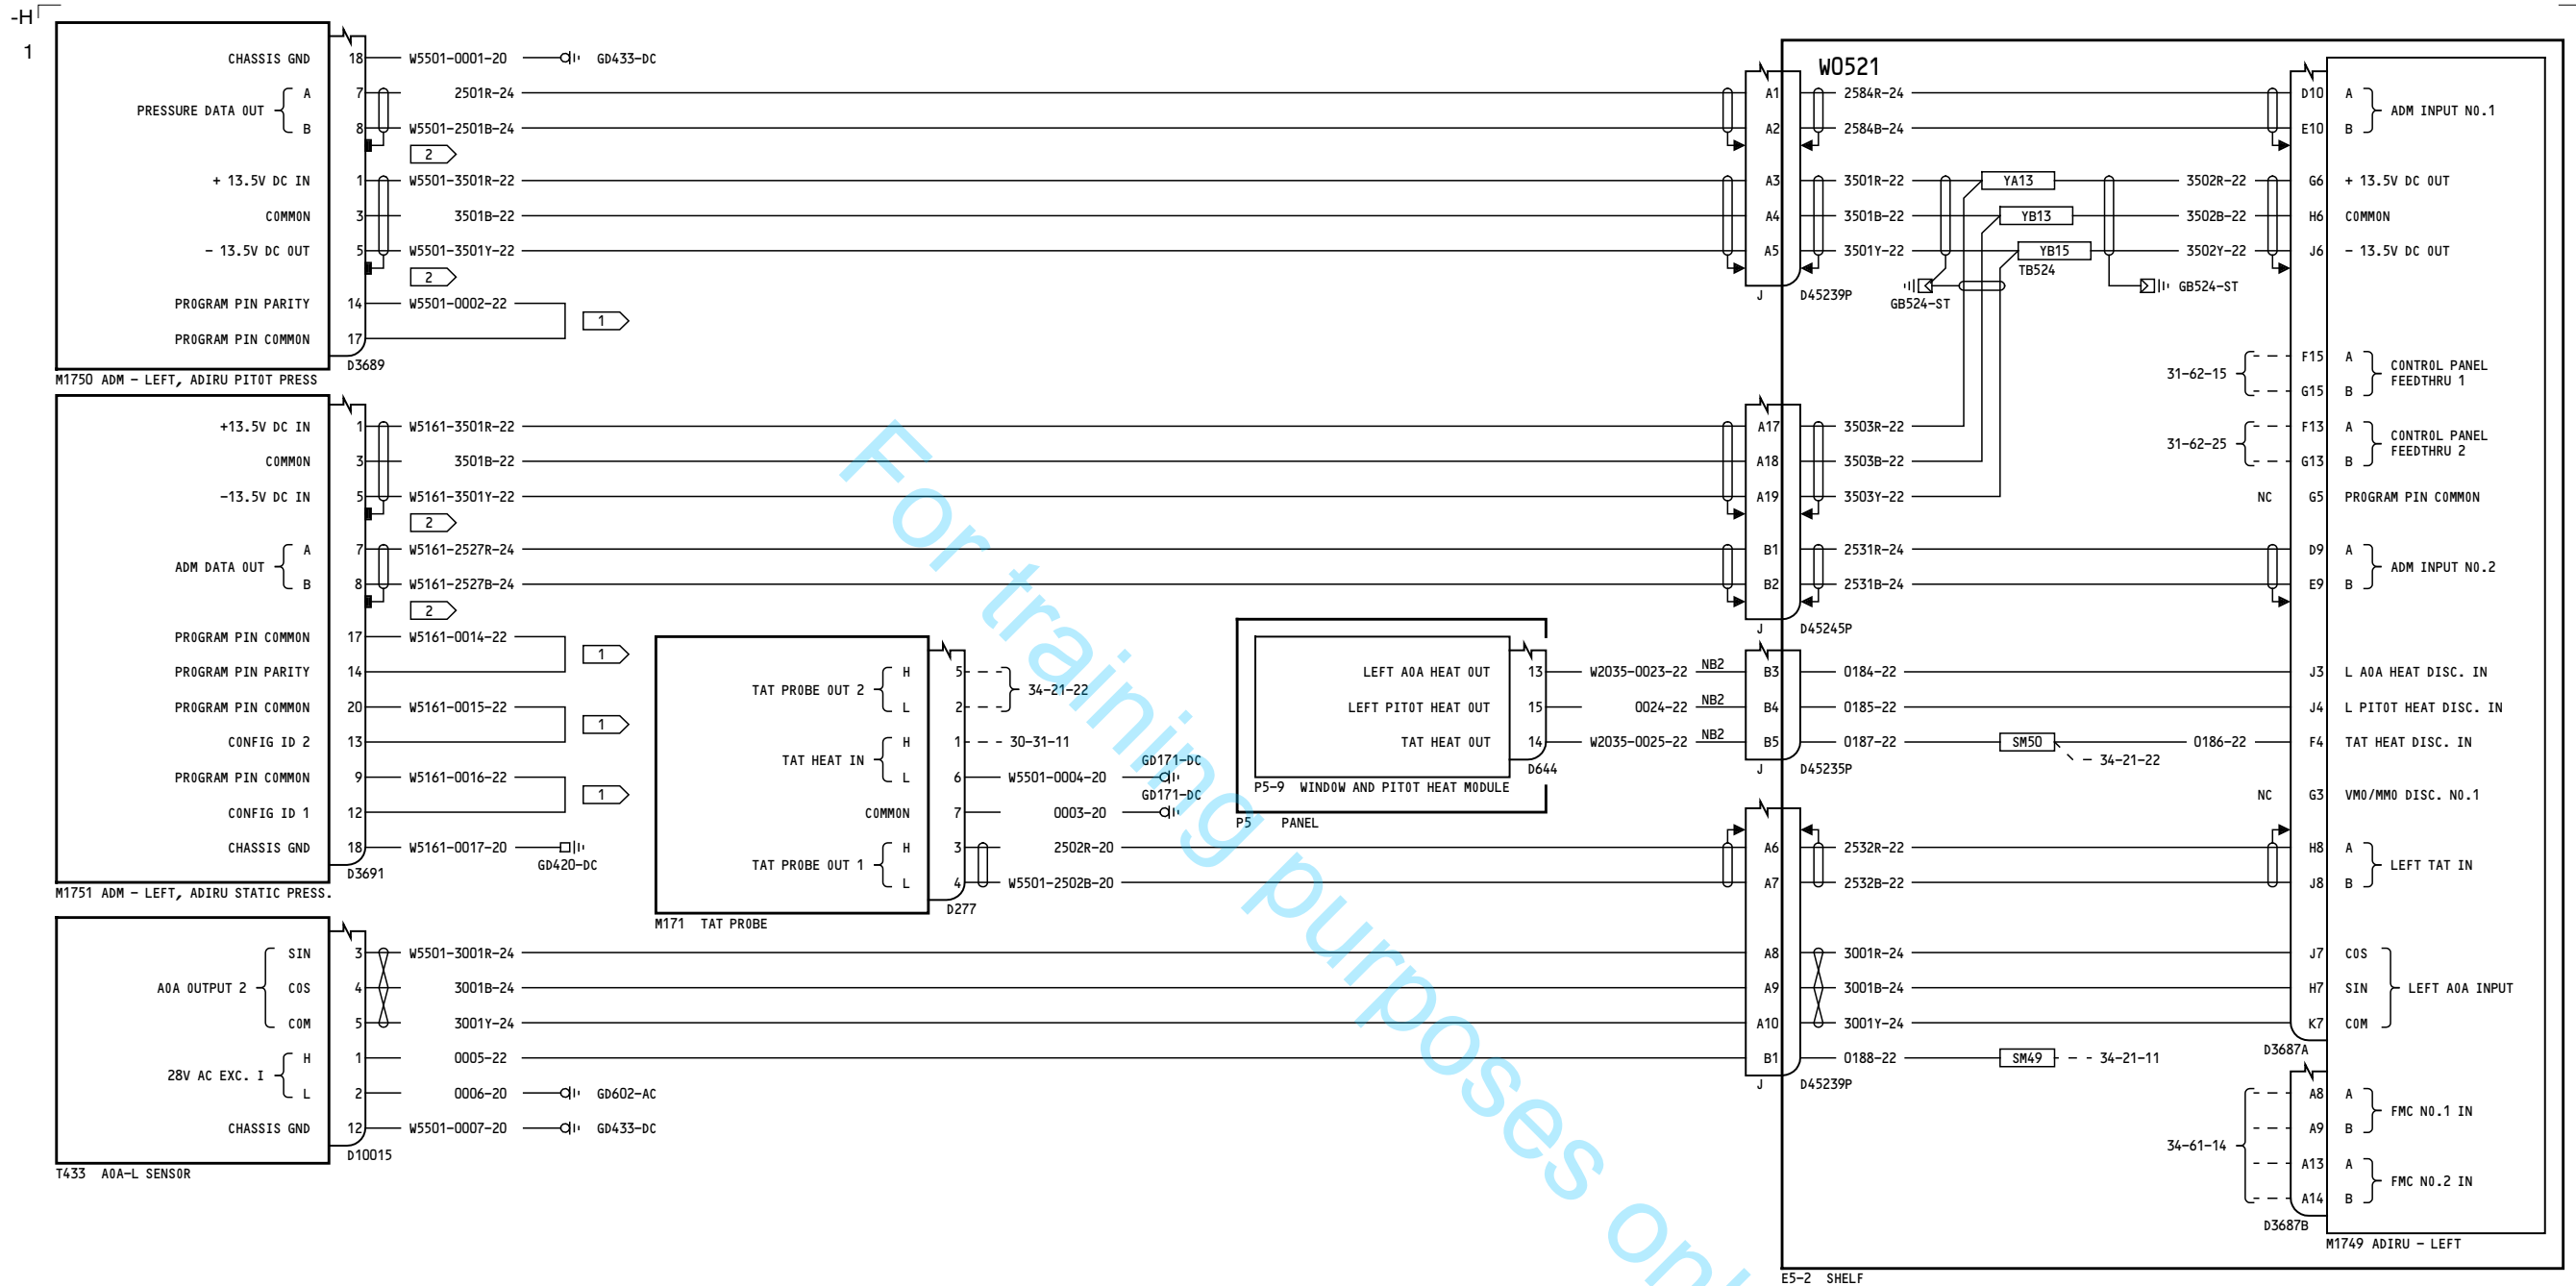 -H
1
CHASSIS GND 18 W5501-0001-20 GD433-DC
PRESSURE DATA OUT
A 7 2501R-24
B 8 W5501-2501B-24
2
+ 13.5V DC IN 1 W5501-3501R-22
COMMON 3 3501B-22
- 13.5V DC OUT 5 W5501-3501Y-22
2
PROGRAM PIN PARITY 14 W5501-0002-22
1
PROGRAM PIN COMMON 17
D3689
M1750 ADM - LEFT, ADIRU PITOT PRESS
+13.5V DC IN 1 W5161-3501R-22
COMMON 3 3501B-22
-13.5V DC IN 5 W5161-3501Y-22
2
ADM DATA OUT
A 7 W5161-2527R-24
B 8 W5161-2527B-24
2
PROGRAM PIN COMMON 17 W5161-0014-22
1
PROGRAM PIN PARITY 14
PROGRAM PIN COMMON 20 W5161-0015-22
1
CONFIG ID 2 13
PROGRAM PIN COMMON 9 W5161-0016-22
1
CONFIG ID 1 12
CHASSIS GND 18 W5161-0017-20 GD420-DC
D3691
M1751 ADM - LEFT, ADIRU STATIC PRESS.
AOA OUTPUT 2
SIN 3 W5501-3001R-24
COS 4 3001B-24
COM 5 3001Y-24
28V AC EXC. I
H 1 0005-22
L 2 0006-20 GD602-AC
CHASSIS GND 12 W5501-0007-20 GD433-DC
D10015
T433 AOA-L SENSOR
TAT PROBE OUT 2
H 5
L 2
34-21-22
TAT HEAT IN
H 1 30-31-11
L 6 W5501-0004-20 GD171-DC
COMMON 7 0003-20 GD171-DC
TAT PROBE OUT 1
H 3 2502R-20
L 4 W5501-2502B-20
D277
M171 TAT PROBE
LEFT AOA HEAT OUT 13 W2035-0023-22 NB2
LEFT PITOT HEAT OUT 15 0024-22 NB2
TAT HEAT OUT 14 W2035-0025-22 NB2
D644
P5-9 WINDOW AND PITOT HEAT MODULE
P5 PANEL
WO521
A1 2584R-24 D10 A
A2 2584B-24 E10 B
ADM INPUT NO.1
A3 3501R-22 YA13 3502R-22 G6 + 13.5V DC OUT
A4 3501B-22 YB13 3502B-22 H6 COMMON
A5 3501Y-22 YB15 3502Y-22 J6 - 13.5V DC OUT
TB524
J D45239P GB524-ST GB524-ST
31-62-15
F15 A
G15 B
CONTROL PANEL
FEEDTHRU 1
31-62-25
F13 A
G13 B
CONTROL PANEL
FEEDTHRU 2
A17 3503R-22
A18 3503B-22
A19 3503Y-22
NC G5 PROGRAM PIN COMMON
B1 2531R-24 D9 A
B2 2531B-24 E9 B
ADM INPUT NO.2
J D45245P
B3 0184-22 J3 L AOA HEAT DISC. IN
B4 0185-22 J4 L PITOT HEAT DISC. IN
B5 0187-22 SM50 0186-22 F4 TAT HEAT DISC. IN
34-21-22
J D45235P
NC G3 VMO/MMO DISC. NO.1
A6 2532R-22 H8 A
A7 2532B-22 J8 B
LEFT TAT IN
A8 3001R-24 J7 COS
A9 3001B-24 H7 SIN
A10 3001Y-24 K7 COM
LEFT AOA INPUT
D3687A
B1 0188-22 SM49 34-21-11
J D45239P
34-61-14
A8 A
A9 B
FMC NO.1 IN
A13 A
A14 B
FMC NO.2 IN
D3687B
M1749 ADIRU - LEFT
E5-2 SHELF
For training purposes onl